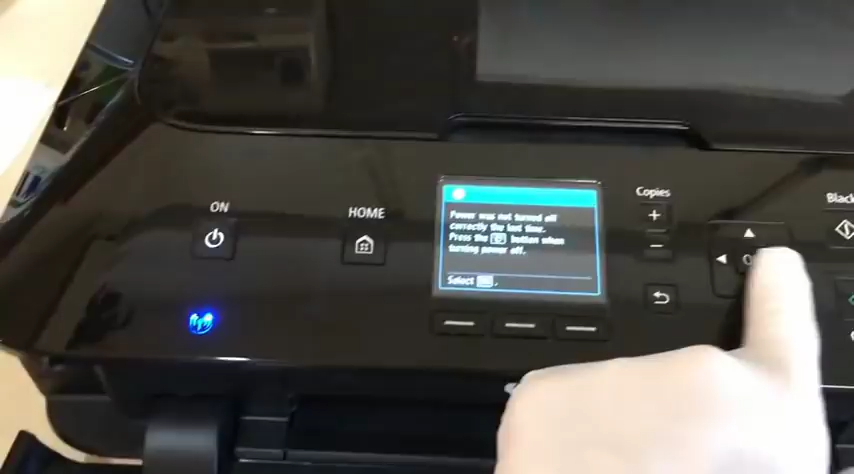 ON
HOME
Power was not turned off
correctly the last time.
Press the button when
turning power off.
Select
Copies
+
−
Black